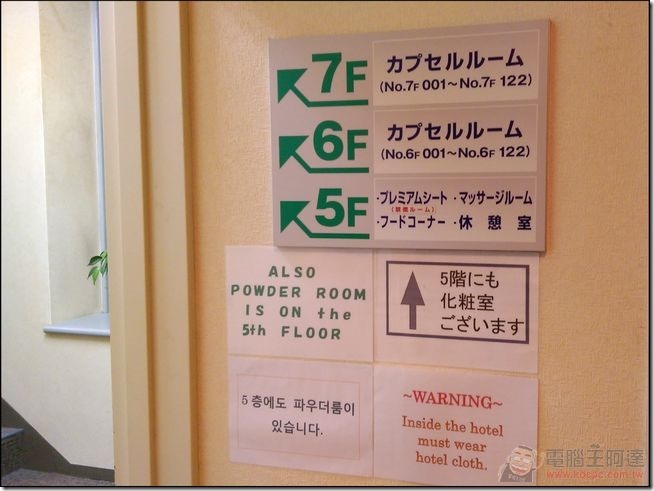 7F
カプセルルーム
(No.7F 001～No.7F 122)
6F
カプセルルーム
(No.6F 001～No.6F 122)
5F
・プレミアムシート ・マッサージルーム
・フードコーナー ・休憩室
ALSO
POWDER ROOM
IS ON the
5th FLOOR
5階にも
化粧室
ございます
5층에도 파우더룸이
있습니다.
~WARNING~
Inside the hotel
must wear
hotel cloth.
電腦王阿達
www.kocpc.com.tw